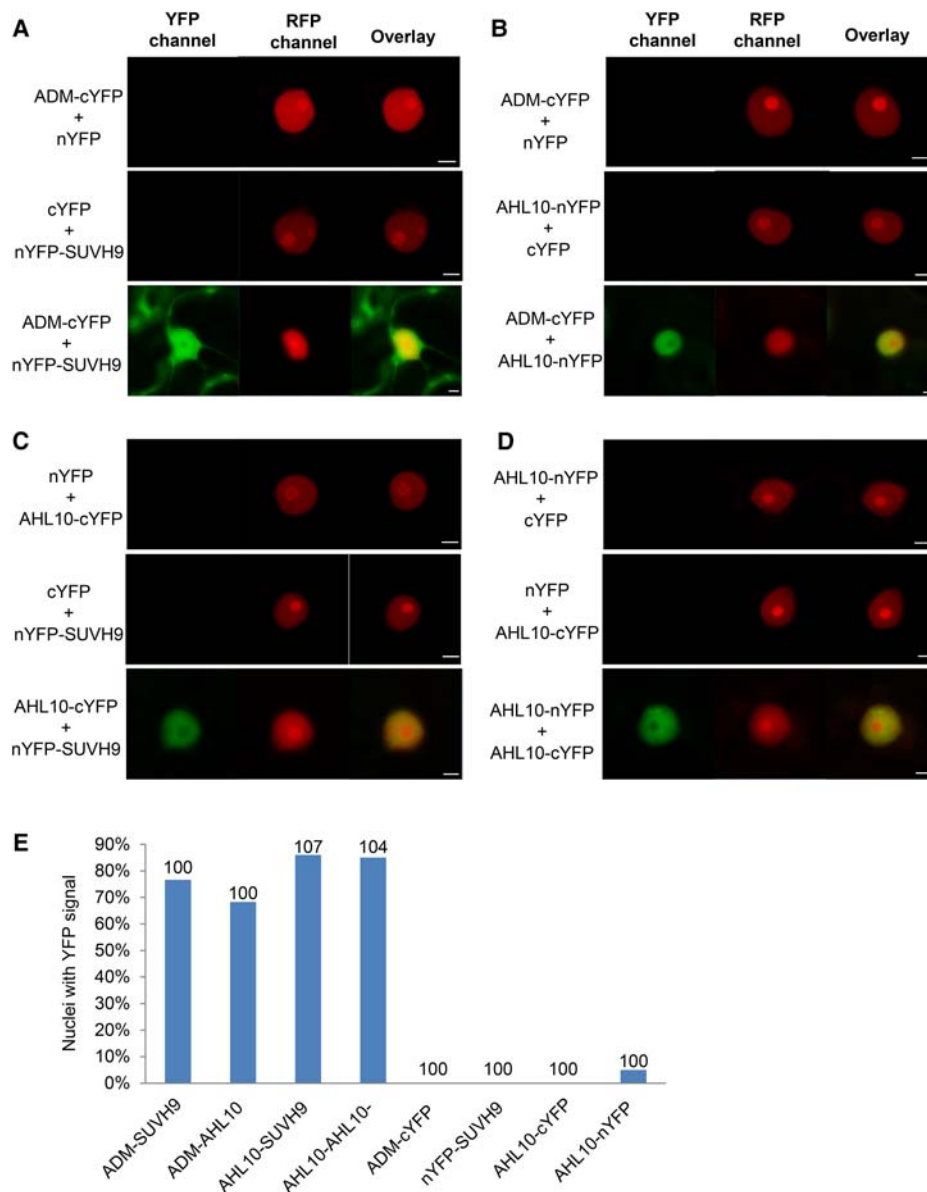 A
YFP channel
RFP channel
Overlay
ADM-cYFP
+
nYFP
cYFP
+
nYFP-SUVH9
ADM-cYFP
+
nYFP-SUVH9
B
YFP channel
RFP channel
Overlay
ADM-cYFP
+
nYFP
AHL10-nYFP
+
cYFP
ADM-cYFP
+
AHL10-nYFP
C
nYFP
+
AHL10-cYFP
cYFP
+
nYFP-SUVH9
AHL10-cYFP
+
nYFP-SUVH9
D
AHL10-nYFP
+
cYFP
nYFP
+
AHL10-cYFP
AHL10-nYFP
+
AHL10-cYFP
E
Nuclei with YFP signal
90%
80%
70%
60%
50%
40%
30%
20%
10%
0%
100
100
107
104
100
100
100
100
ADM-SUVH9
ADM-AHL10
AHL10-SUVH9
AHL10-AHL10-
ADM-cYFP
nYFP-SUVH9
AHL10-cYFP
AHL10-nYFP